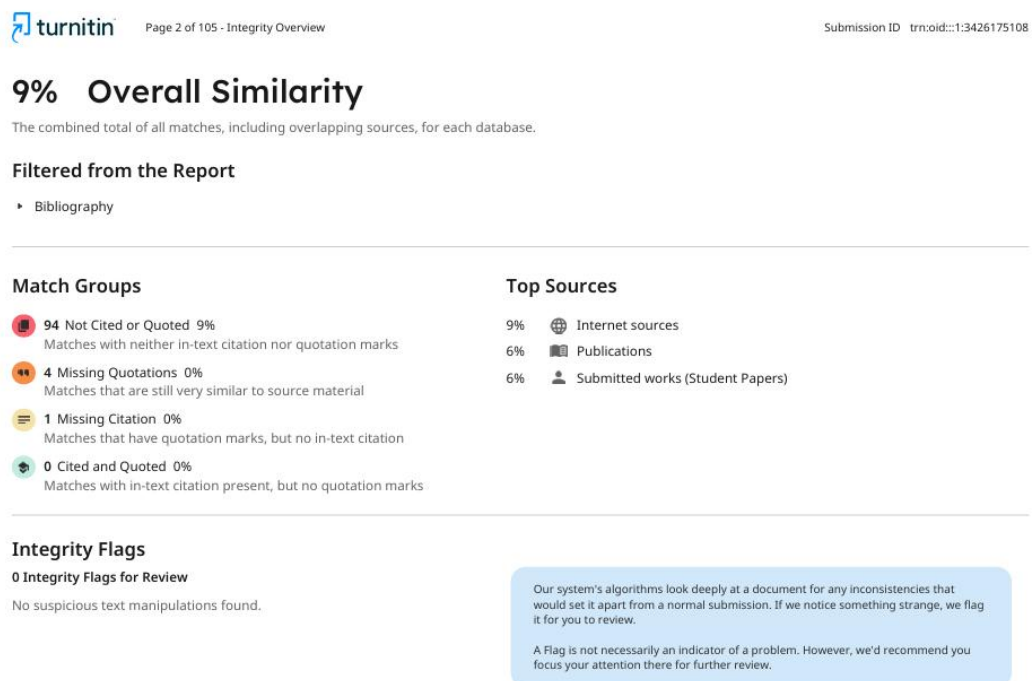 turnitin Page 2 of 105 - Integrity Overview Submission ID trn:oid:::1:3426175108
9% Overall Similarity
The combined total of all matches, including overlapping sources, for each database.
Filtered from the Report
Bibliography
Match Groups
94 Not Cited or Quoted 9%
Matches with neither in-text citation nor quotation marks
4 Missing Quotations 0%
Matches that are still very similar to source material
1 Missing Citation 0%
Matches that have quotation marks, but no in-text citation
0 Cited and Quoted 0%
Matches with in-text citation present, but no quotation marks
Top Sources
9% Internet sources
6% Publications
6% Submitted works (Student Papers)
Integrity Flags
0 Integrity Flags for Review
No suspicious text manipulations found.
Our system's algorithms look deeply at a document for any inconsistencies that
would set it apart from a normal submission. If we notice something strange, we flag
it for you to review.
A Flag is not necessarily an indicator of a problem. However, we'd recommend you
focus your attention there for further review.